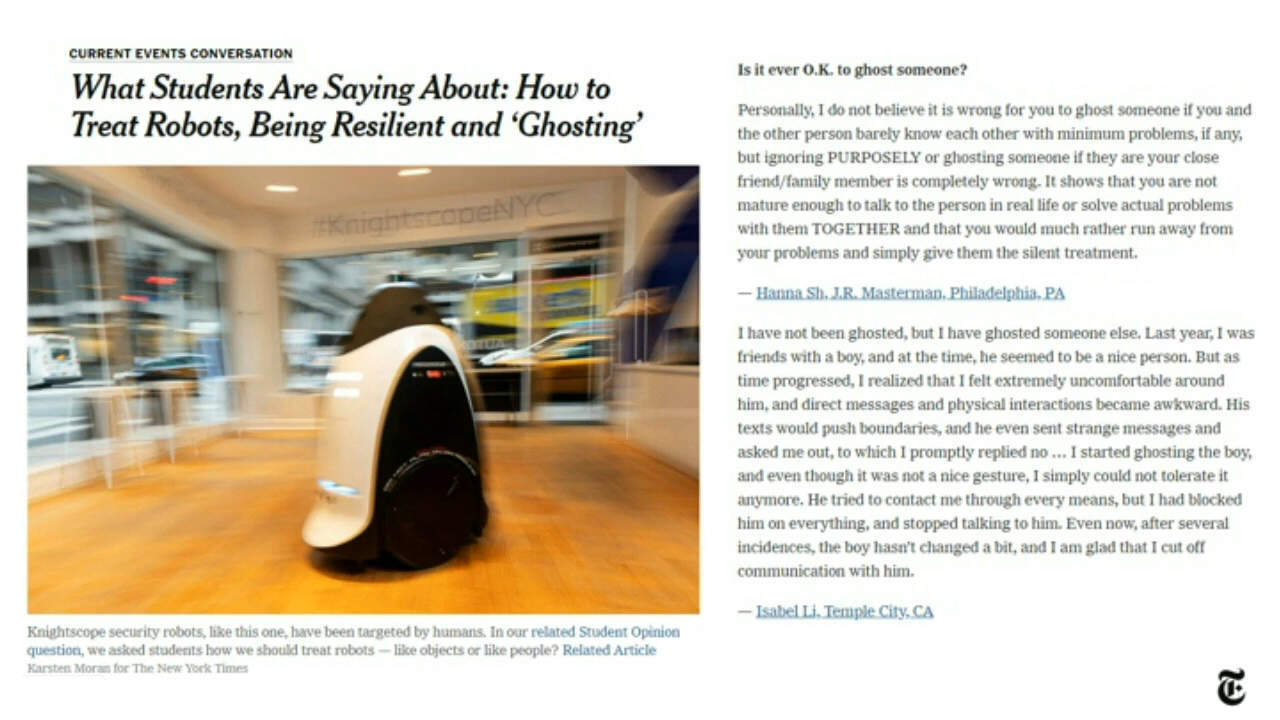 CURRENT EVENTS CONVERSATION
What Students Are Saying About: How to
Treat Robots, Being Resilient and ‘Ghosting’
#KnightscopeNYC
Knightscope security robots, like this one, have been targeted by humans. In our related Student Opinion
question, we asked students how we should treat robots — like objects or like people? Related Article
Karsten Moran for The New York Times
Is it ever O.K. to ghost someone?
Personally, I do not believe it is wrong for you to ghost someone if you and
the other person barely know each other with minimum problems, if any,
but ignoring PURPOSELY or ghosting someone if they are your close
friend/family member is completely wrong. It shows that you are not
mature enough to talk to the person in real life or solve actual problems
with them TOGETHER and that you would much rather run away from
your problems and simply give them the silent treatment.
— Hanna Sh, J.R. Masterman, Philadelphia, PA
I have not been ghosted, but I have ghosted someone else. Last year, I was
friends with a boy, and at the time, he seemed to be a nice person. But as
time progressed, I realized that I felt extremely uncomfortable around
him, and direct messages and physical interactions became awkward. His
texts would push boundaries, and he even sent strange messages and
asked me out, to which I promptly replied no … I started ghosting the boy,
and even though it was not a nice gesture, I simply could not tolerate it
anymore. He tried to contact me through every means, but I had blocked
him on everything, and stopped talking to him. Even now, after several
incidences, the boy hasn’t changed a bit, and I am glad that I cut off
communication with him.
— Isabel Li, Temple City, CA
T